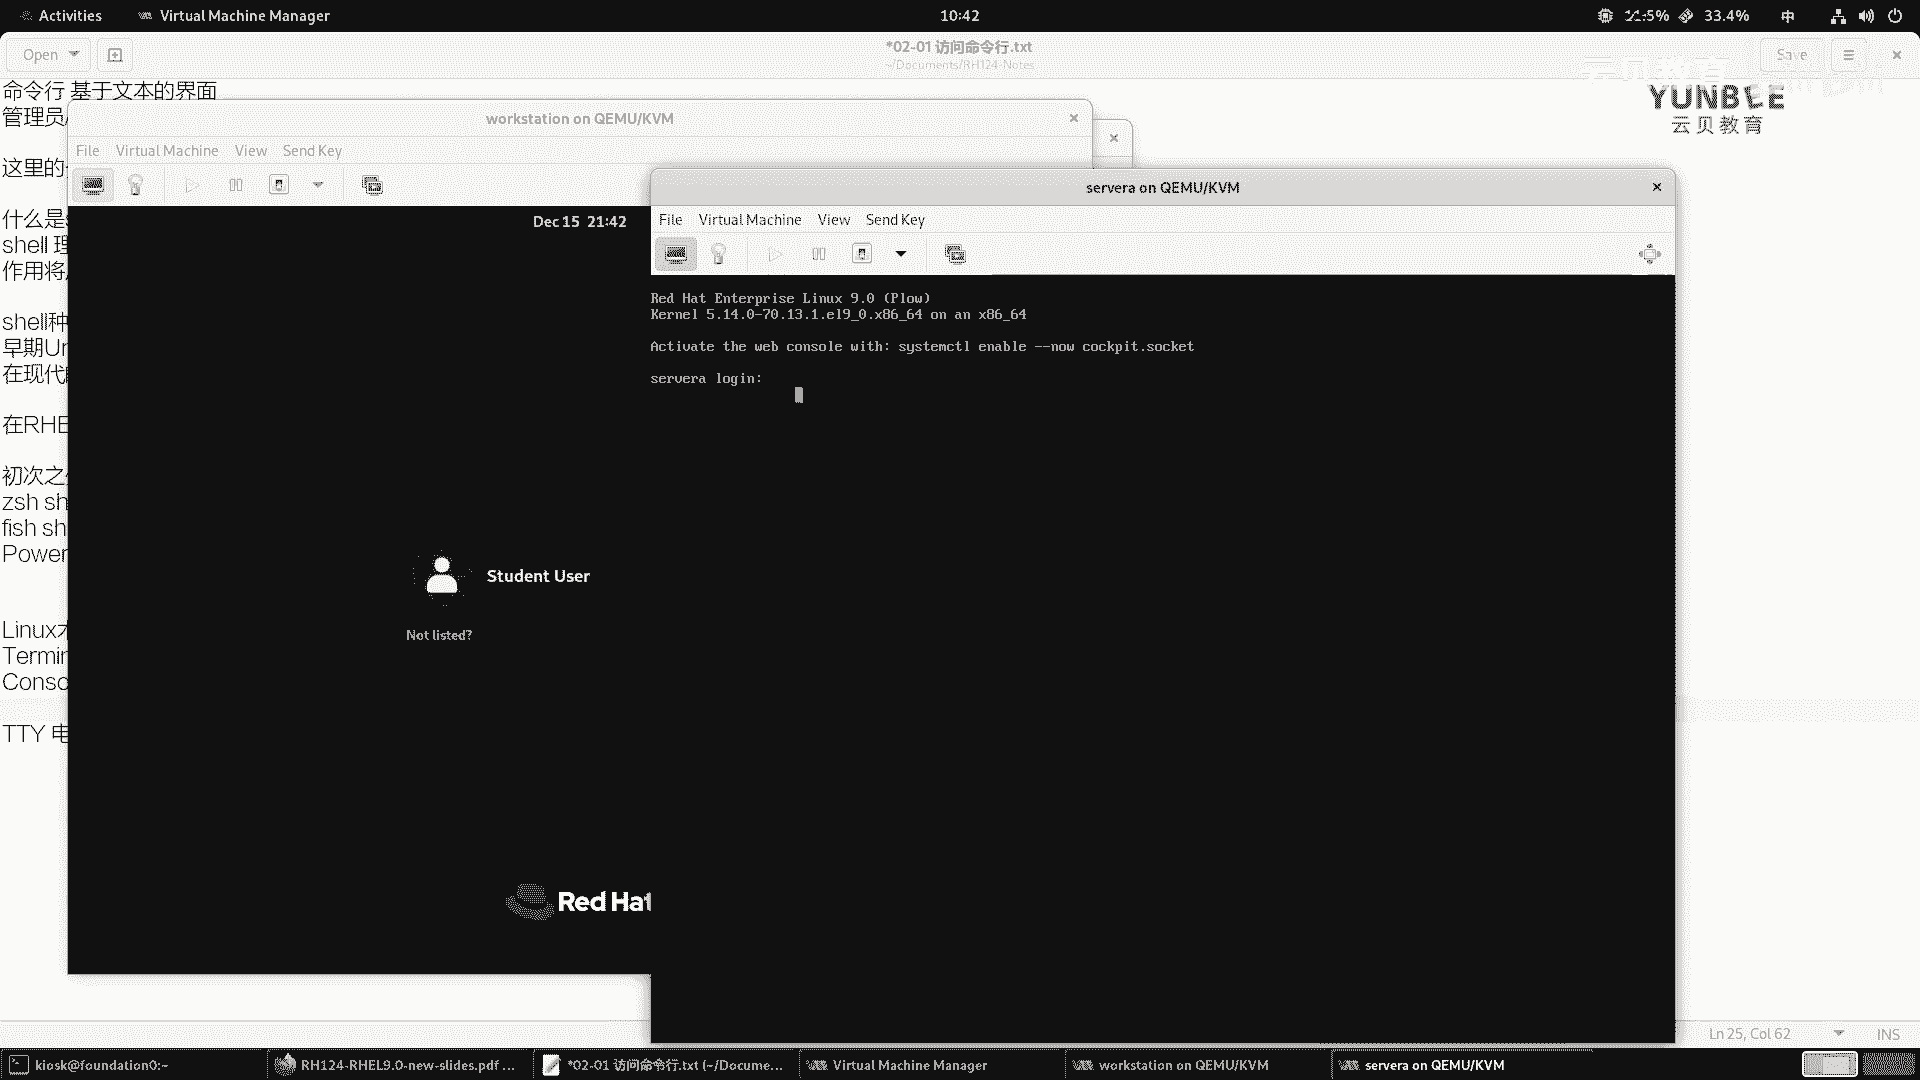 Activities
Virtual Machine Manager
10:42
33.4%
中
Open
*02-01 访问命令行.txt
~/Documents/RH124-Notes
Save
YUNBEE
云贝教育
命令行 基于文本的界面
管理员
这里的
什么是
shell 理
作用将
shell种
早期Un
在现代
在RHE
初次之
zsh sh
fish sh
Power
Linux
Termin
Conso
TTY 电
workstation on QEMU/KVM
File Virtual Machine View Send Key
Dec 15 21:42
Student User
Not listed?
Red Hat
servera on QEMU/KVM
File Virtual Machine View Send Key
Red Hat Enterprise Linux 9.0 (Plow)
Kernel 5.14.0-70.13.1.el9_0.x86_64 on an x86_64
Activate the web console with: systemctl enable --now cockpit.socket
servera login:
Ln 25, Col 62
INS
kiosk@foundation0:~
RH124-RHEL9.0-new-slides.pdf ...
*02-01 访问命令行.txt (~/Docume...
Virtual Machine Manager
workstation on QEMU/KVM
servera on QEMU/KVM